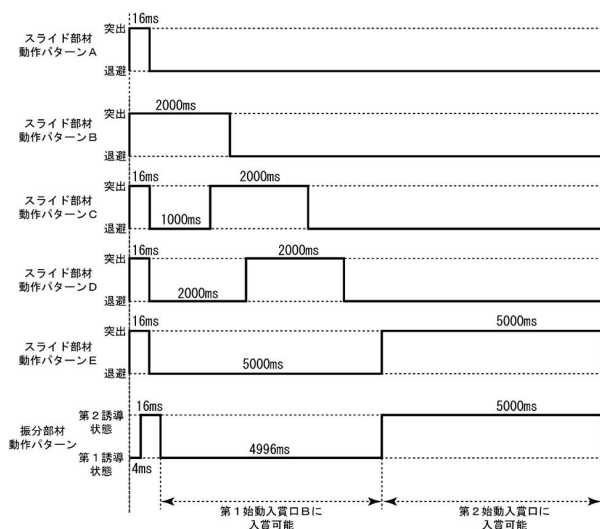 16ms
スライド部材
動作パターンA
突出
退避
2000ms
スライド部材
動作パターンB
突出
退避
16ms
2000ms
スライド部材
動作パターンC
突出
退避
1000ms
16ms
2000ms
スライド部材
動作パターンD
突出
退避
2000ms
16ms
5000ms
スライド部材
動作パターンE
突出
退避
5000ms
16ms
5000ms
振分部材
動作パターン
第2誘導
状態
第1誘導
状態
4ms
4996ms
第1始動入賞口Bに
入賞可能
第2始動入賞口に
入賞可能